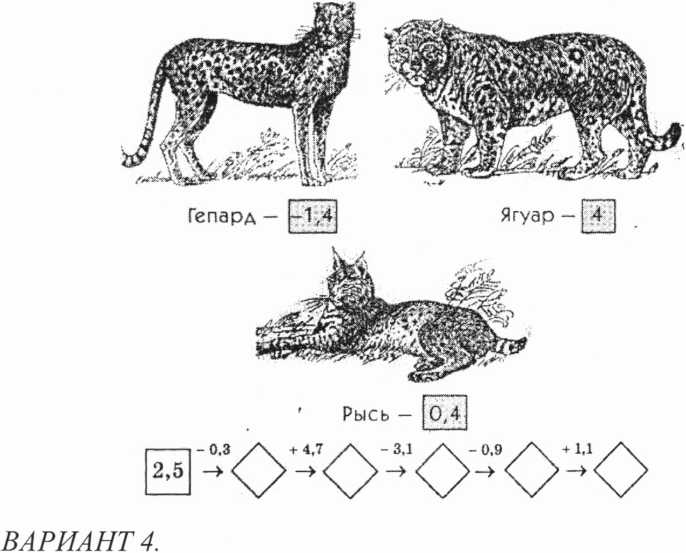 Гепард – -1,4
Ягуар – 4
Рысь – 0,4
- 0,3 + 4,7 - 3,1 - 0,9 + 1,1
2,5 → → → → →
ВАРИАНТ 4.